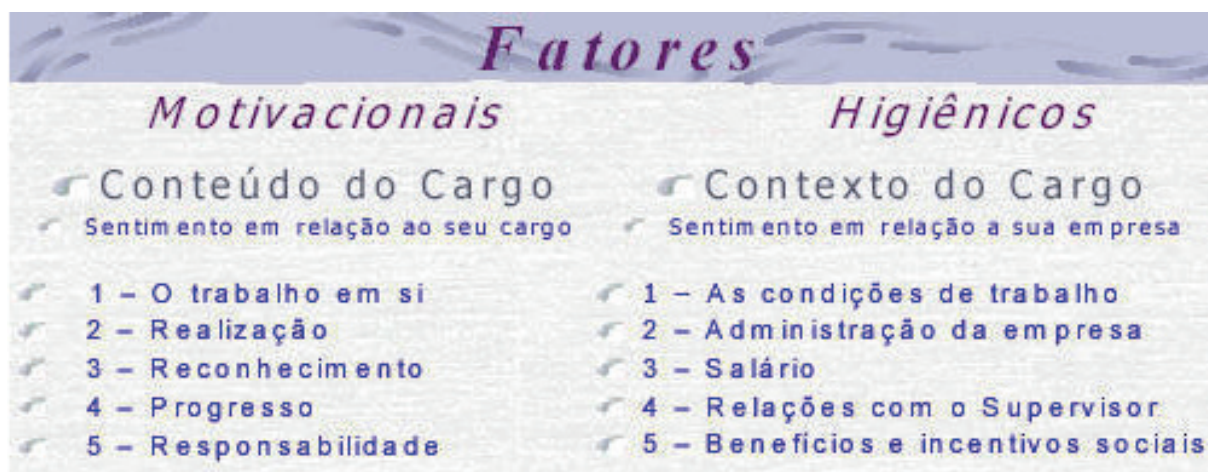 Fatores
Motivacionais
Conteúdo do Cargo
Sentimento em relação ao seu cargo
1 – O trabalho em si
2 – Realização
3 – Reconhecimento
4 – Progresso
5 – Responsabilidade
Higiênicos
Contexto do Cargo
Sentimento em relação a sua empresa
1 – As condições de trabalho
2 – Administração da empresa
3 – Salário
4 – Relações com o Supervisor
5 – Benefícios e incentivos sociais